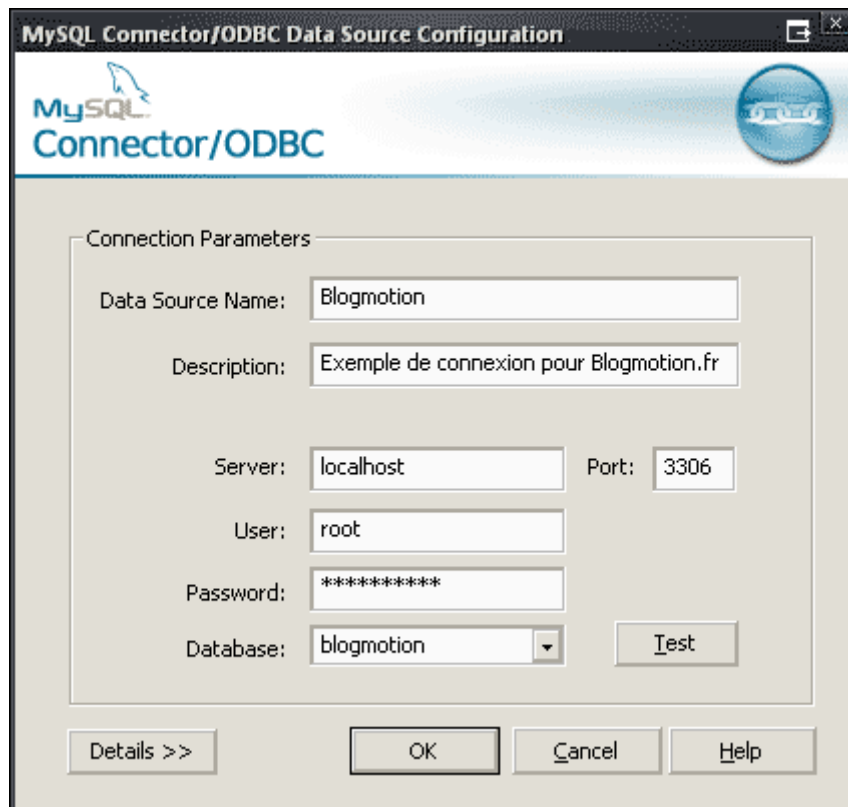 MySQL Connector/ODBC Data Source Configuration
MySQL
Connector/ODBC
Connection Parameters
Data Source Name: Blogmotion
Description: Exemple de connexion pour Blogmotion.fr
Server: localhost Port: 3306
User: root
Password: **********
Database: blogmotion Test
Details >> OK Cancel Help